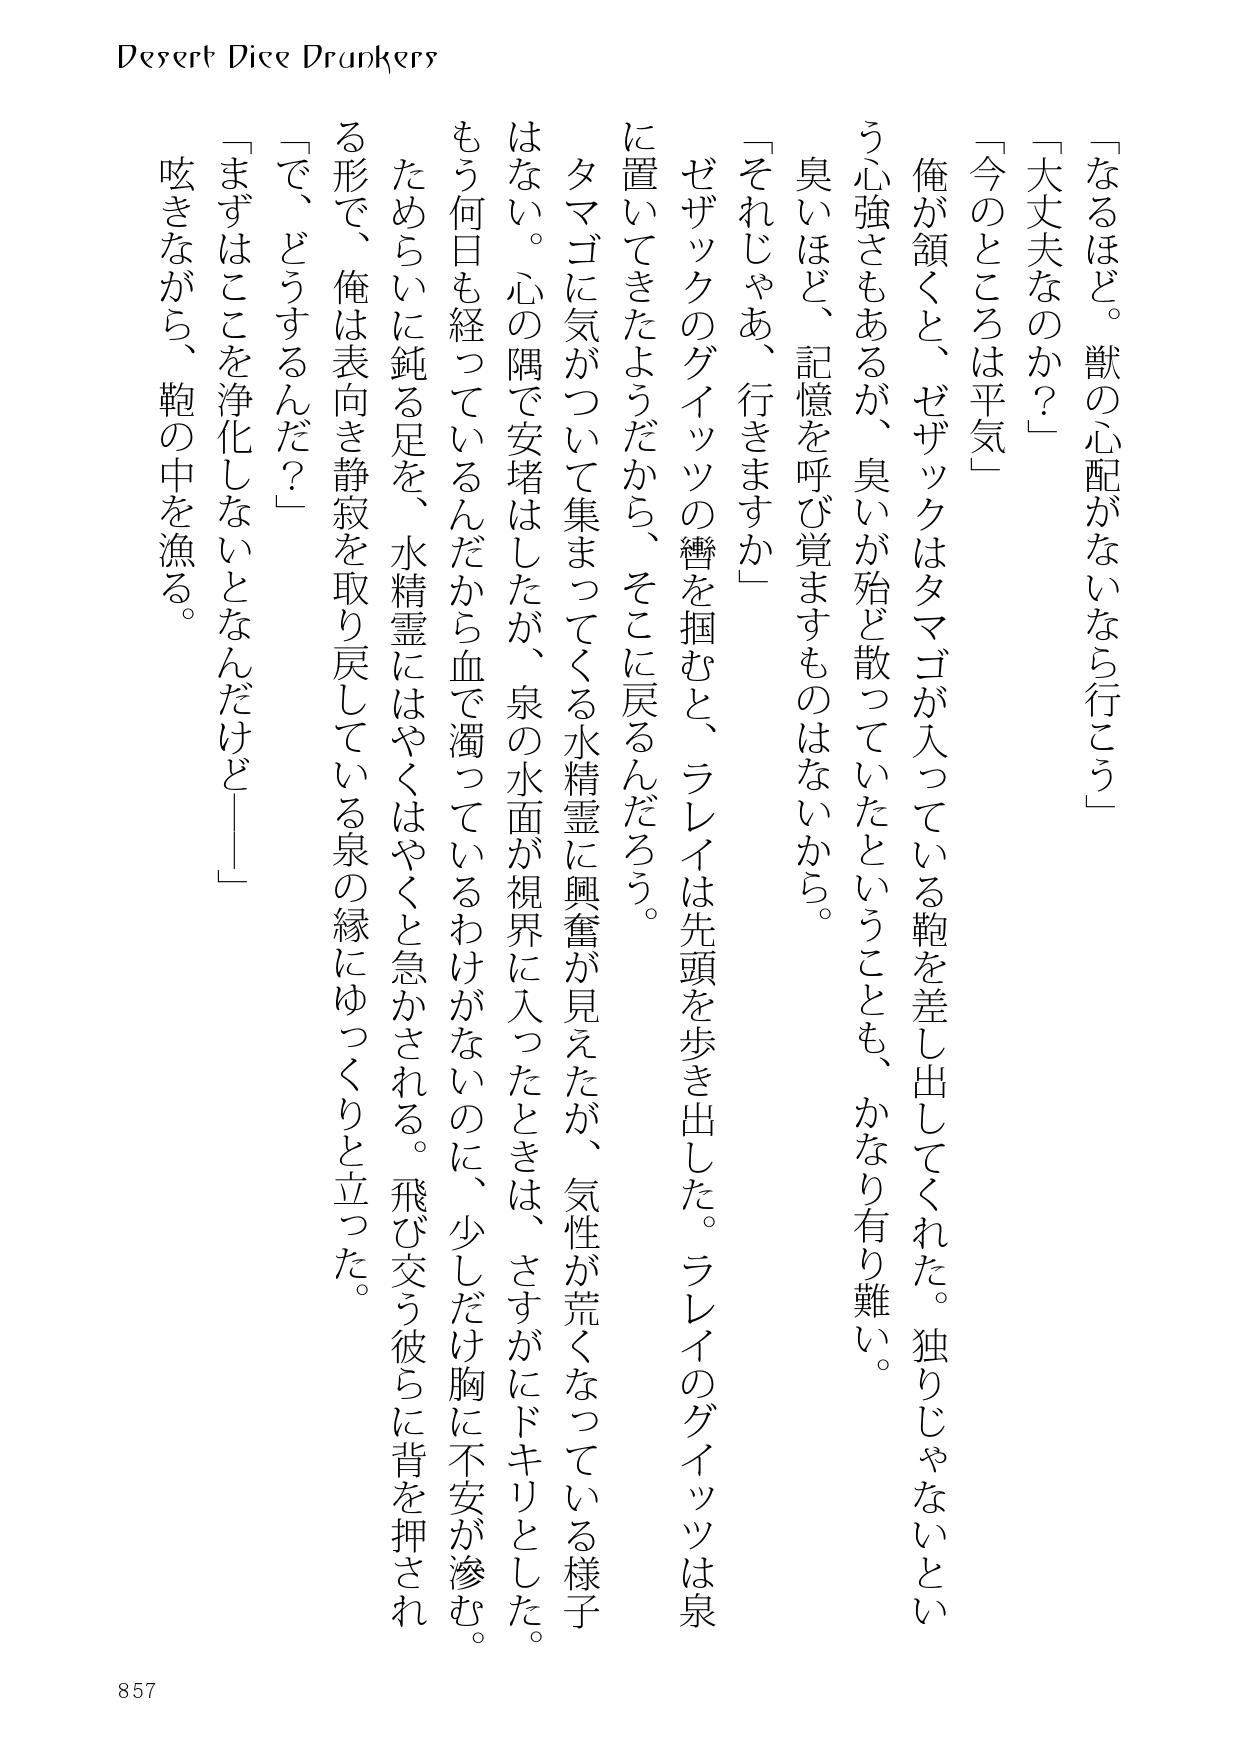 Desert Dice Drunkers
「なるほど。獣の心配がないなら行こう」
「大丈夫なのか？」
「今のところは平気」
俺が頷くと、ゼザックはタマゴが入っている鞄を差し出してくれた。独りじゃないとい
う心強さもあるが、臭いが殆ど散っていたということも、かなり有り難い。
臭いほど、記憶を呼び覚ますものはないから。
「それじゃあ、行きますか」
ゼザックのグイッツの轡を掴むと、ラレイは先頭を歩き出した。ラレイのグイッツは泉
に置いてきたようだから、そこに戻るんだろう。
タマゴに気がついて集まってくる水精霊に興奮が見えたが、気性が荒くなっている様子
はない。心の隅で安堵はしたが、泉の水面が視界に入ったときは、さすがにドキリとした。
もう何日も経っているんだから血で濁っているわけがないのに、少しだけ胸に不安が滲む。
ためらいに鈍る足を、水精霊にはやくはやくと急かされる。飛び交う彼らに背を押され
る形で、俺は表向き静寂を取り戻している泉の縁にゆっくりと立った。
「で、どうするんだ？」
「まずはここを浄化しないとなんだけど――」
呟きながら、鞄の中を漁る。
857